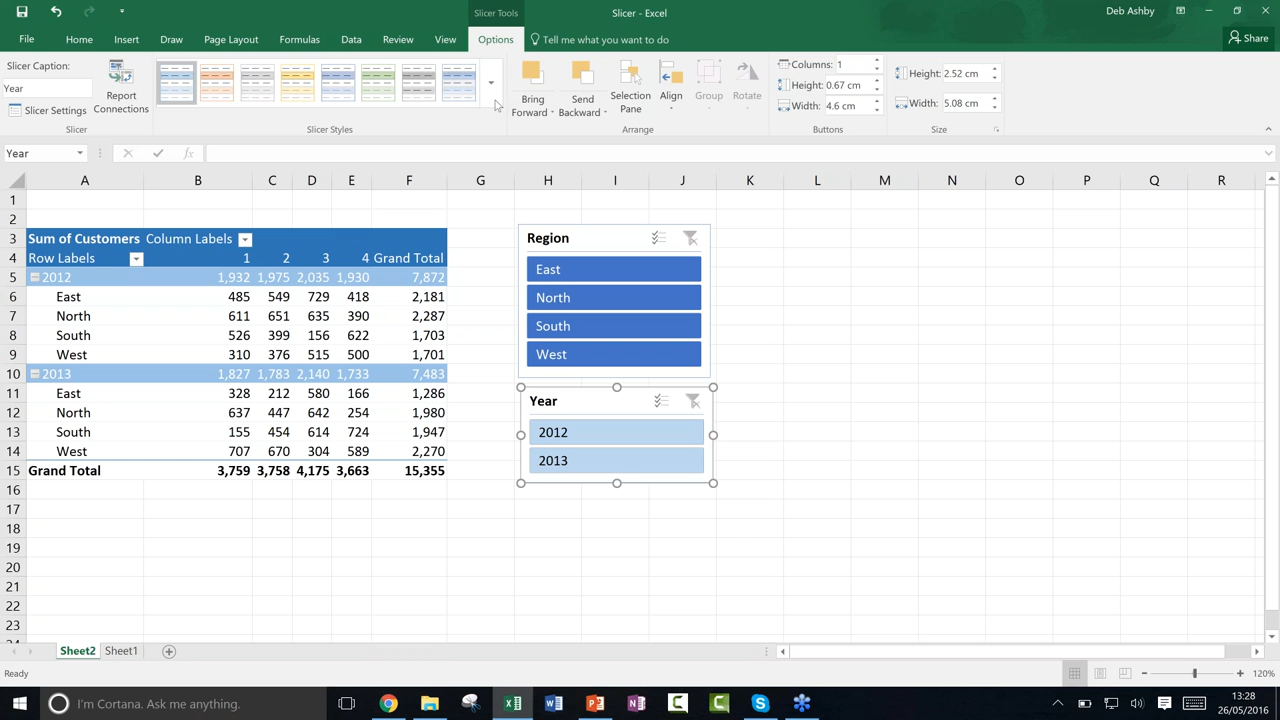 Slicer Tools
Slicer - Excel
Deb Ashby
File Home Insert Draw Page Layout Formulas Data Review View Options Tell me what you want to do Share
Slicer Caption:
Year
Slicer Settings
Report Connections
Bring Forward
Send Backward
Selection Pane
Align
Group
Rotate
Columns: 1
Height: 0.67 cm
Width: 4.6 cm
Height: 2.52 cm
Width: 5.08 cm
Slicer Slicer Styles Arrange Buttons Size
Year fx
A B C D E F G H I J K L M N O P Q R
1
2
3 Sum of Customers Column Labels
4 Row Labels 1 2 3 4 Grand Total
5 2012 1,932 1,975 2,035 1,930 7,872
6 East 485 549 729 418 2,181
7 North 611 651 635 390 2,287
8 South 526 399 156 622 1,703
9 West 310 376 515 500 1,701
10 2013 1,827 1,783 2,140 1,733 7,483
11 East 328 212 580 166 1,286
12 North 637 447 642 254 1,980
13 South 155 454 614 724 1,947
14 West 707 670 304 589 2,270
15 Grand Total 3,759 3,758 4,175 3,663 15,355
16
17
18
19
20
21
22
23
Region
East
North
South
West
Year
2012
2013
Sheet2 Sheet1
Ready
120%
I'm Cortana. Ask me anything.
13:28
26/05/2016